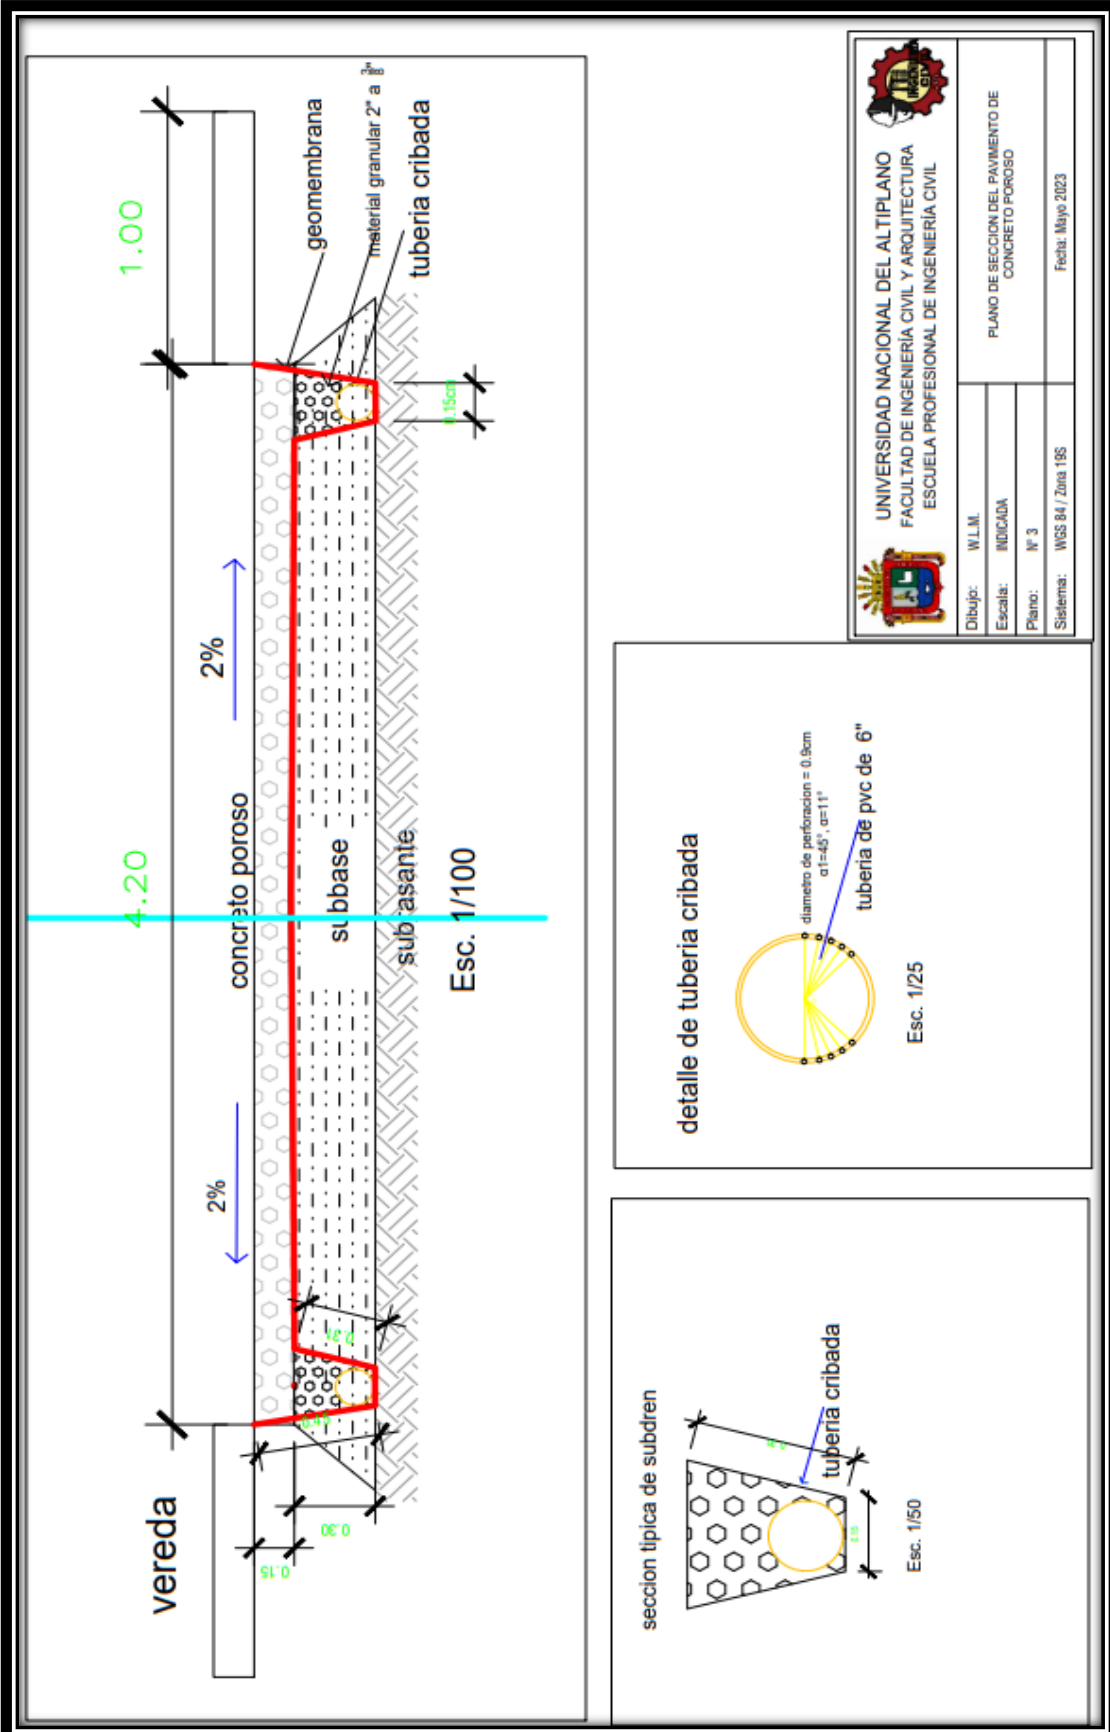 vereda
4.20
1.00
2%
2%
concreto poroso
geomembrana
material granular 2" a 3/8"
tuberia cribada
subbase
subrasante
0.15
0.30
0.31
0.15cm
Esc. 1/100
seccion tipica de subdren
tuberia cribada
0.15
Esc. 1/50
detalle de tuberia cribada
diametro de perforacion = 0.9cm
α1=45°, α=11°
tuberia de pvc de 6"
Esc. 1/25
UNIVERSIDAD NACIONAL DEL ALTIPLANO
FACULTAD DE INGENIERÍA CIVIL Y ARQUITECTURA
ESCUELA PROFESIONAL DE INGENIERÍA CIVIL
INGENIERIA
CIVIL
Dibujo: W.L.M.
Escala: INDICADA
Plano: N° 3
Sistema: WGS 84 / Zona 19S
PLANO DE SECCION DEL PAVIMENTO DE
CONCRETO POROSO
Fecha: Mayo 2023